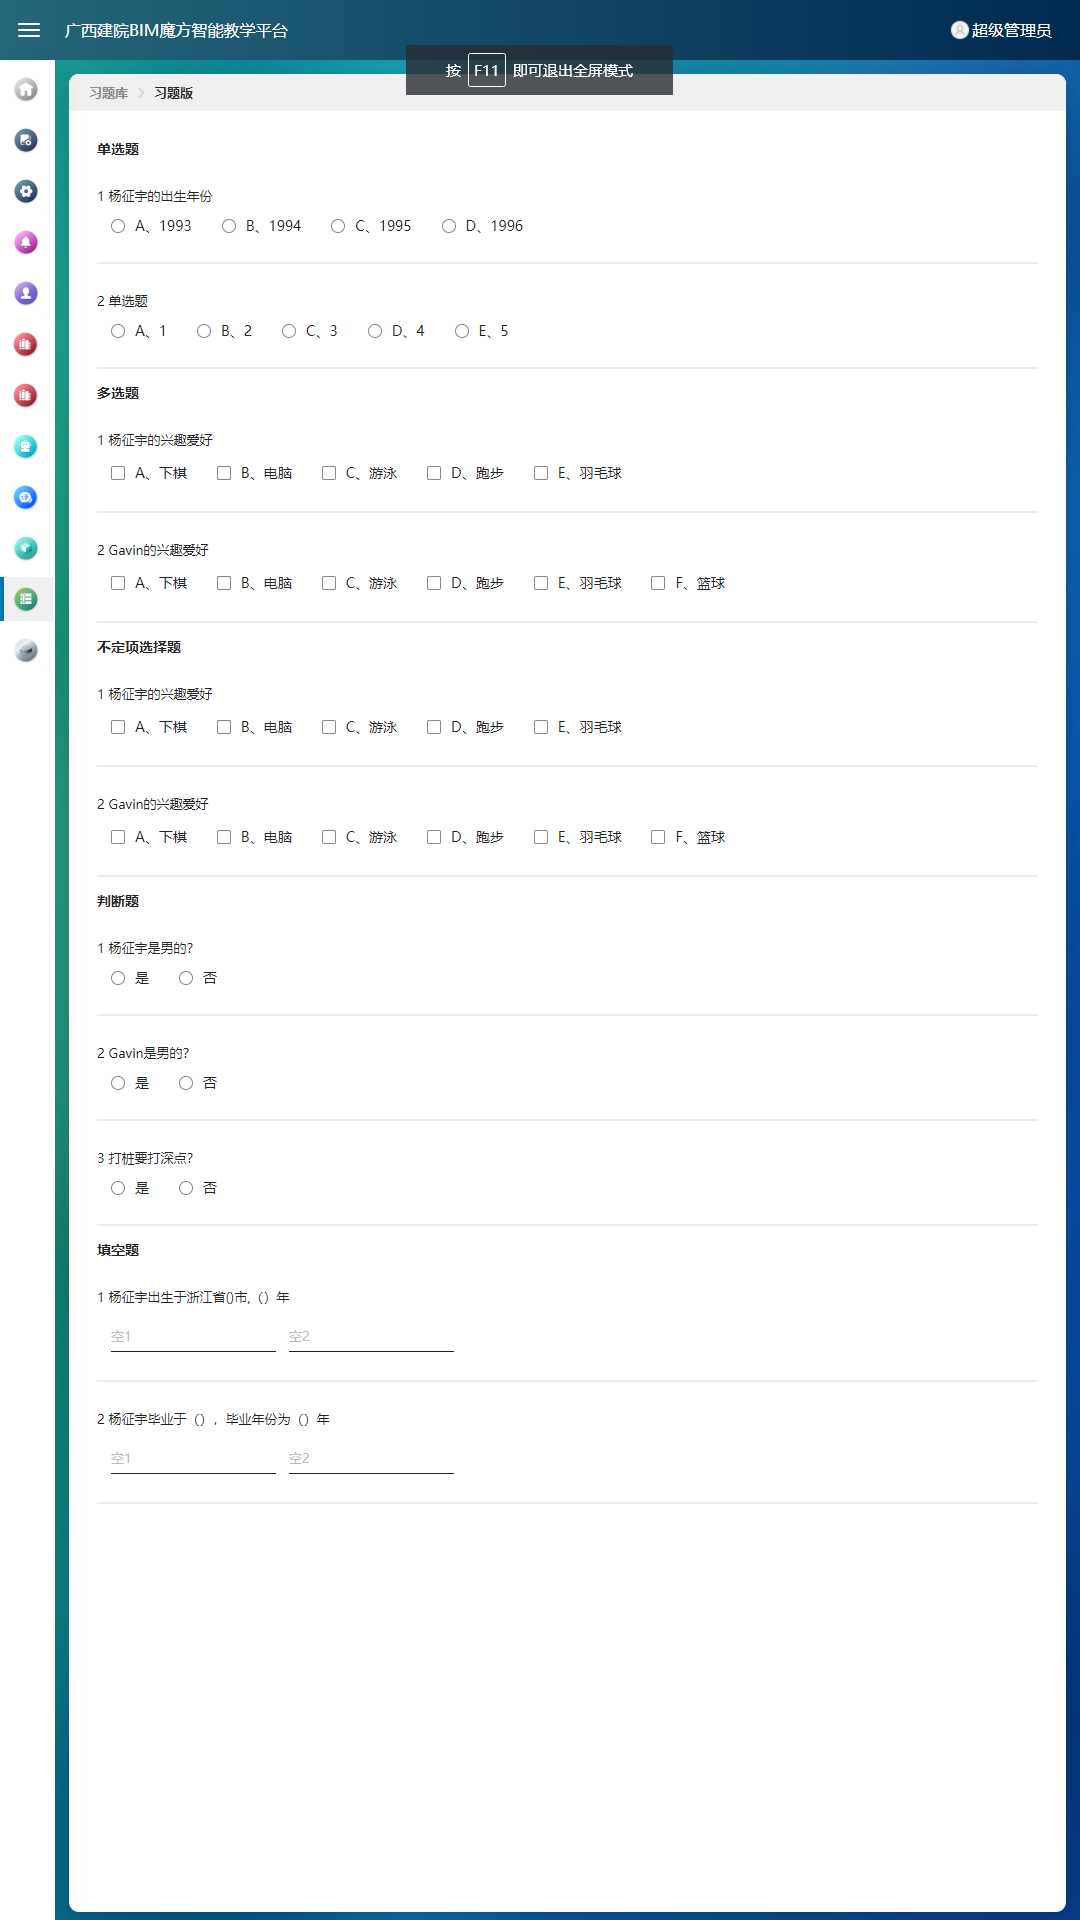 广西建院BIM魔方智能教学平台
超级管理员
按 F11 即可退出全屏模式
习题库 > 习题版
单选题
1 杨征宇的出生年份
A、1993 B、1994 C、1995 D、1996
2 单选题
A、1 B、2 C、3 D、4 E、5
多选题
1 杨征宇的兴趣爱好
A、下棋 B、电脑 C、游泳 D、跑步 E、羽毛球
2 Gavin的兴趣爱好
A、下棋 B、电脑 C、游泳 D、跑步 E、羽毛球 F、篮球
不定项选择题
1 杨征宇的兴趣爱好
A、下棋 B、电脑 C、游泳 D、跑步 E、羽毛球
2 Gavin的兴趣爱好
A、下棋 B、电脑 C、游泳 D、跑步 E、羽毛球 F、篮球
判断题
1 杨征宇是男的?
是 否
2 Gavin是男的?
是 否
3 打桩要打深点?
是 否
填空题
1 杨征宇出生于浙江省()市,（）年
空1 空2
2 杨征宇毕业于（），毕业年份为（）年
空1 空2